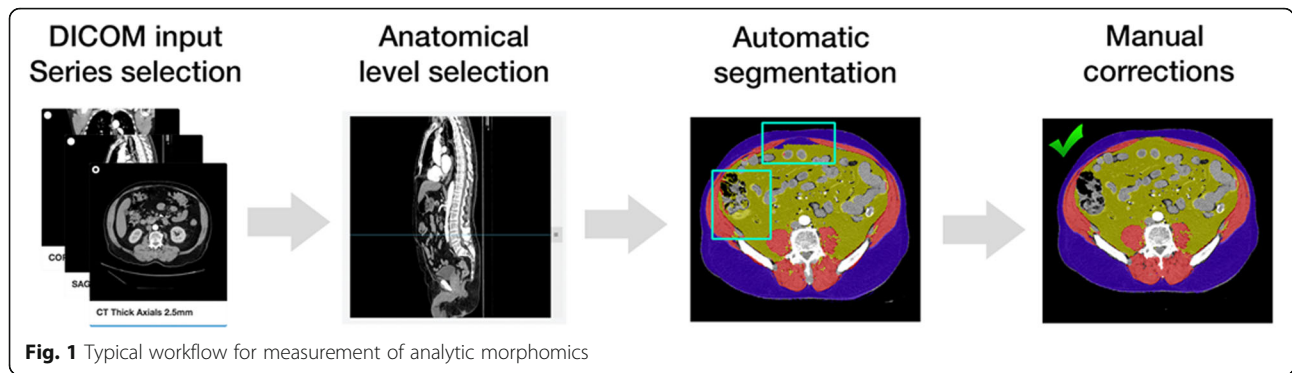 DICOM input
Series selection
Anatomical
level selection
Automatic
segmentation
Manual
corrections
COR
SAG
CT Thick Axials 2.5mm
Fig. 1 Typical workflow for measurement of analytic morphomics